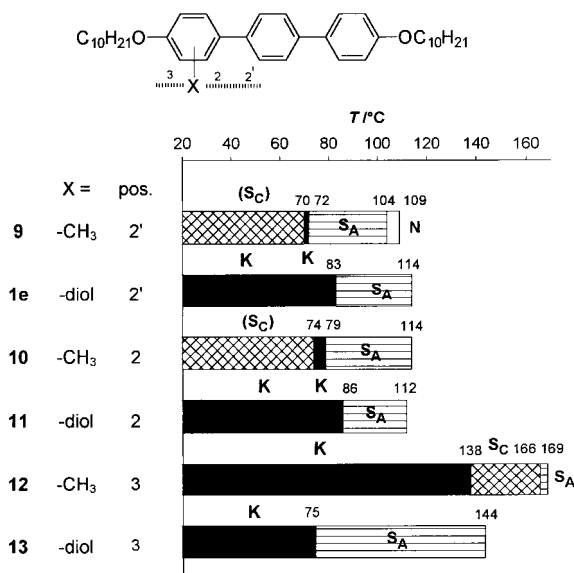 C10H21O OC10H21
3 2 2'
X
T/°C
20 40 60 80 100 120 140 160
X = pos.
(SC) 70 72 104 109
9 -CH3 2' SA N
K K 83 114
1e -diol 2' SA
(SC) 74 79 114
10 -CH3 2 SA
K K 86 112
11 -diol 2 SA
K 138 SC 166 169
12 -CH3 3 SA
K 75 144
13 -diol 3 SA